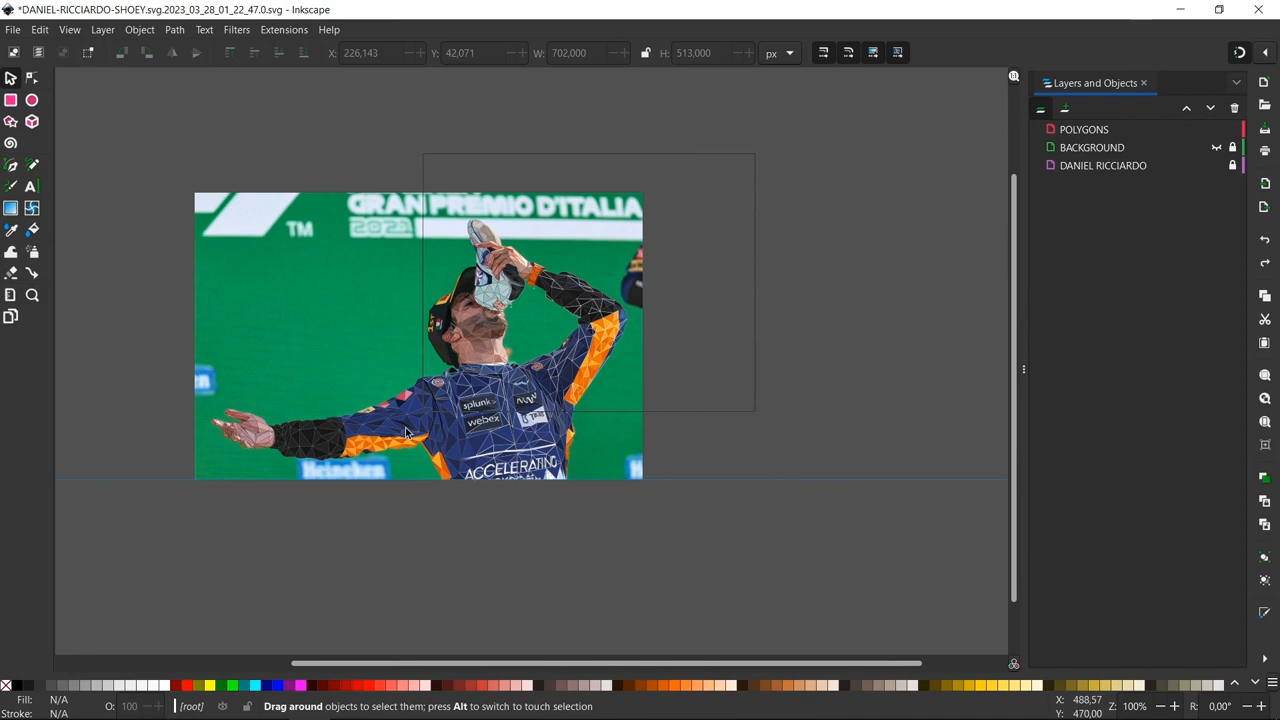 *DANIEL-RICCIARDO-SHOEY.svg.2023_03_28_01_22_47.0.svg - Inkscape
File Edit View Layer Object Path Text Filters Extensions Help
X: 226,143 Y: 42,071 W: 702,000 H: 513,000 px
Layers and Objects
POLYGONS
BACKGROUND
DANIEL RICCIARDO
GRAN PREMIO D'ITALIA
TM 2021
splunk>
webex
Heineken
ACCELERATING
Fill: N/A
Stroke: N/A
O: 100
[root]
Drag around objects to select them; press Alt to switch to touch selection
X: 488,57
Y: 470,00
Z: 100%
R: 0,00°